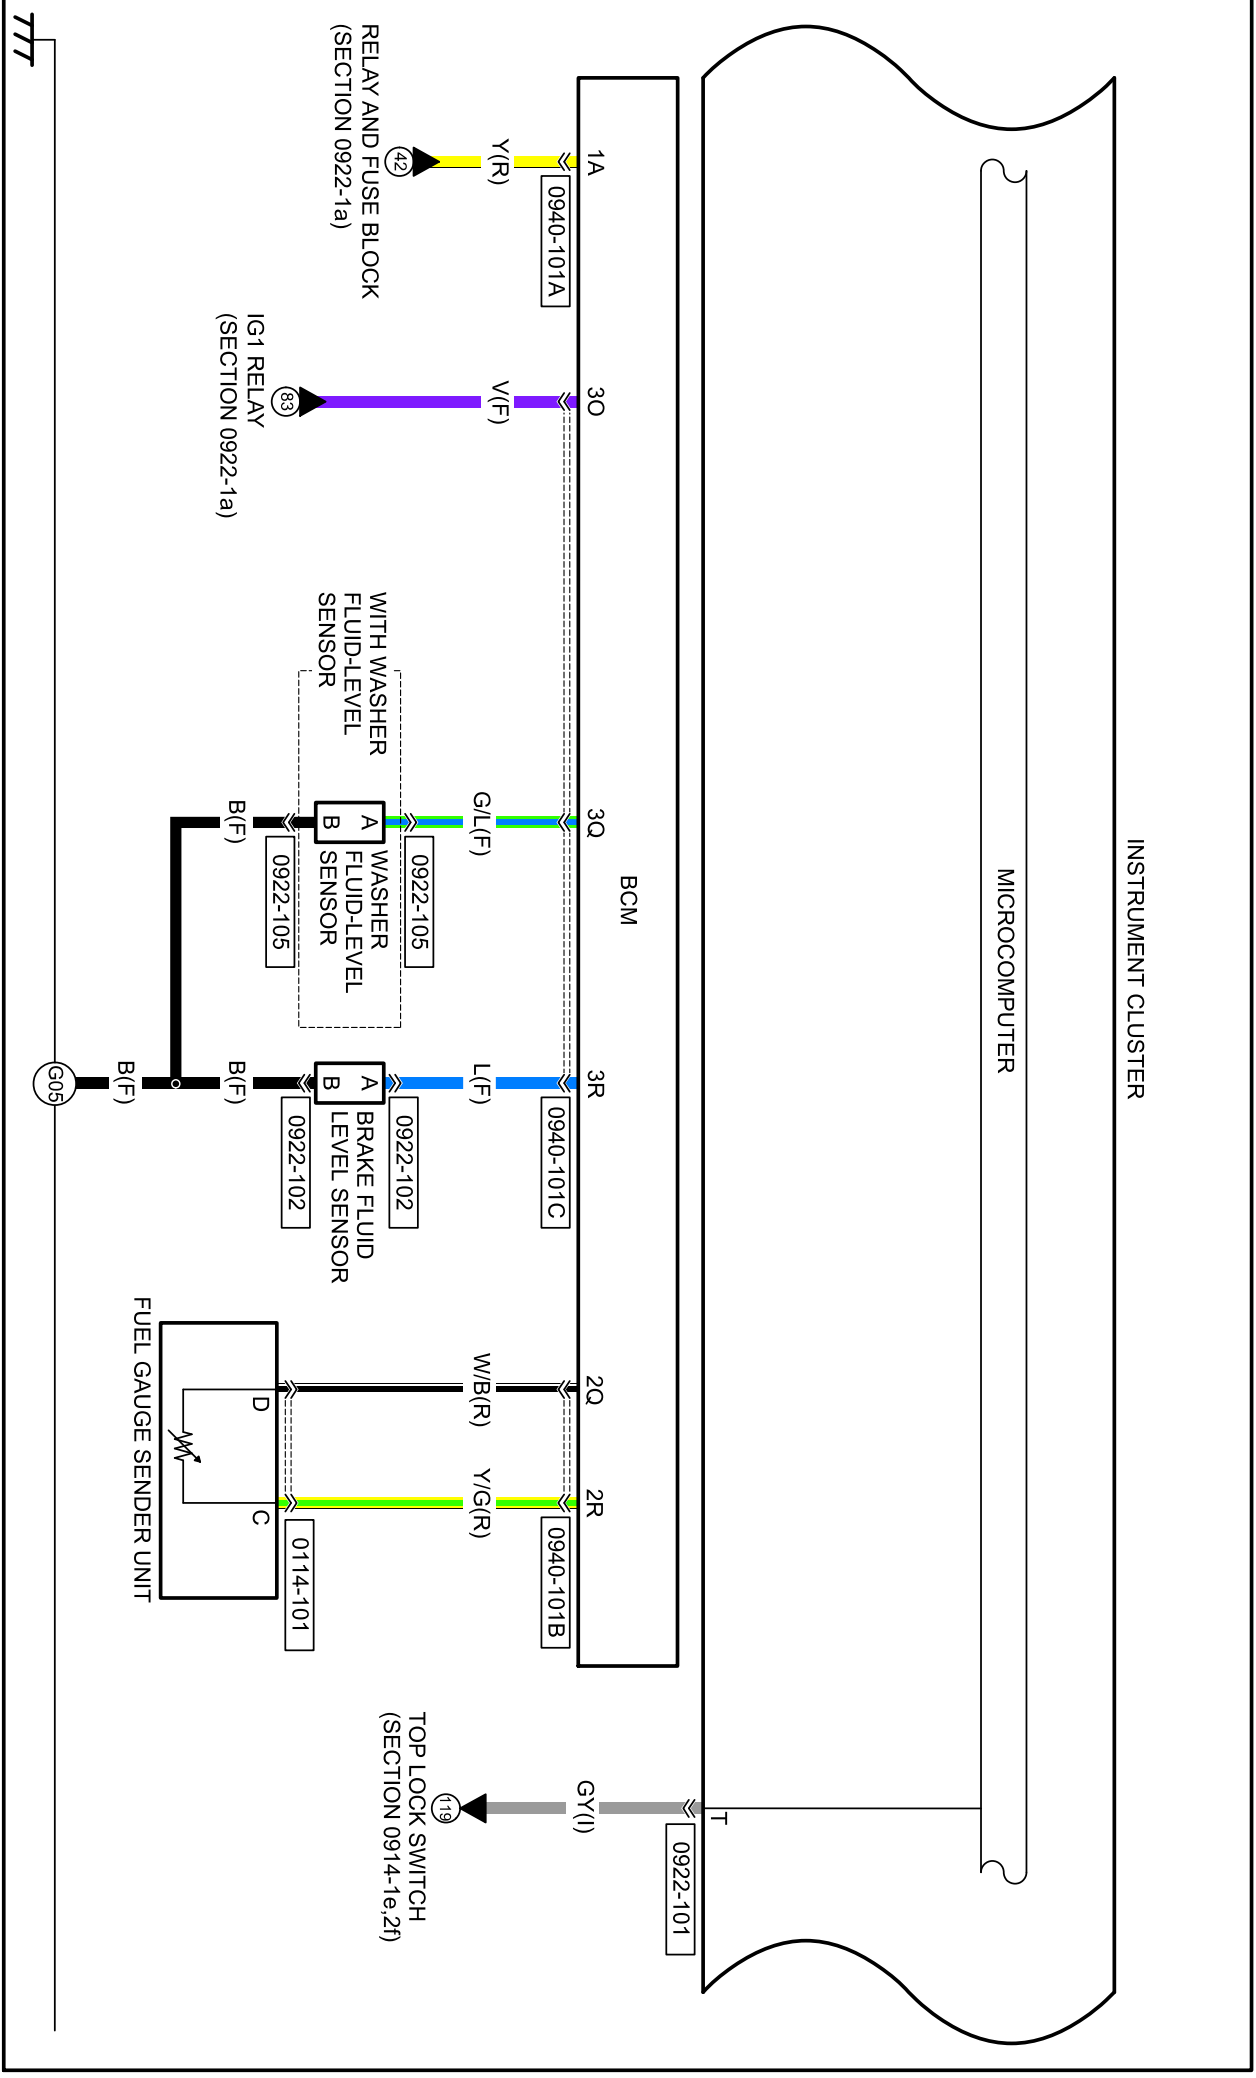 INSTRUMENT CLUSTER
MICROCOMPUTER
BCM
1A
3O
3Q
3R
2Q
2R
T
0940-101A
0940-101C
0940-101B
0922-101
Y(R)
V(F)
G/L(F)
L(F)
W/B(R)
Y/G(R)
GY(I)
42
RELAY AND FUSE BLOCK
(SECTION 0922-1a)
83
IG1 RELAY
(SECTION 0922-1a)
WITH WASHER
FLUID-LEVEL
SENSOR
0922-105
A
B
WASHER
FLUID-LEVEL
SENSOR
0922-105
B(F)
0922-102
A
B
BRAKE FLUID
LEVEL SENSOR
0922-102
B(F)
B(F)
G05
0114-101
D
C
FUEL GAUGE SENDER UNIT
119
TOP LOCK SWITCH
(SECTION 0914-1e,2f)